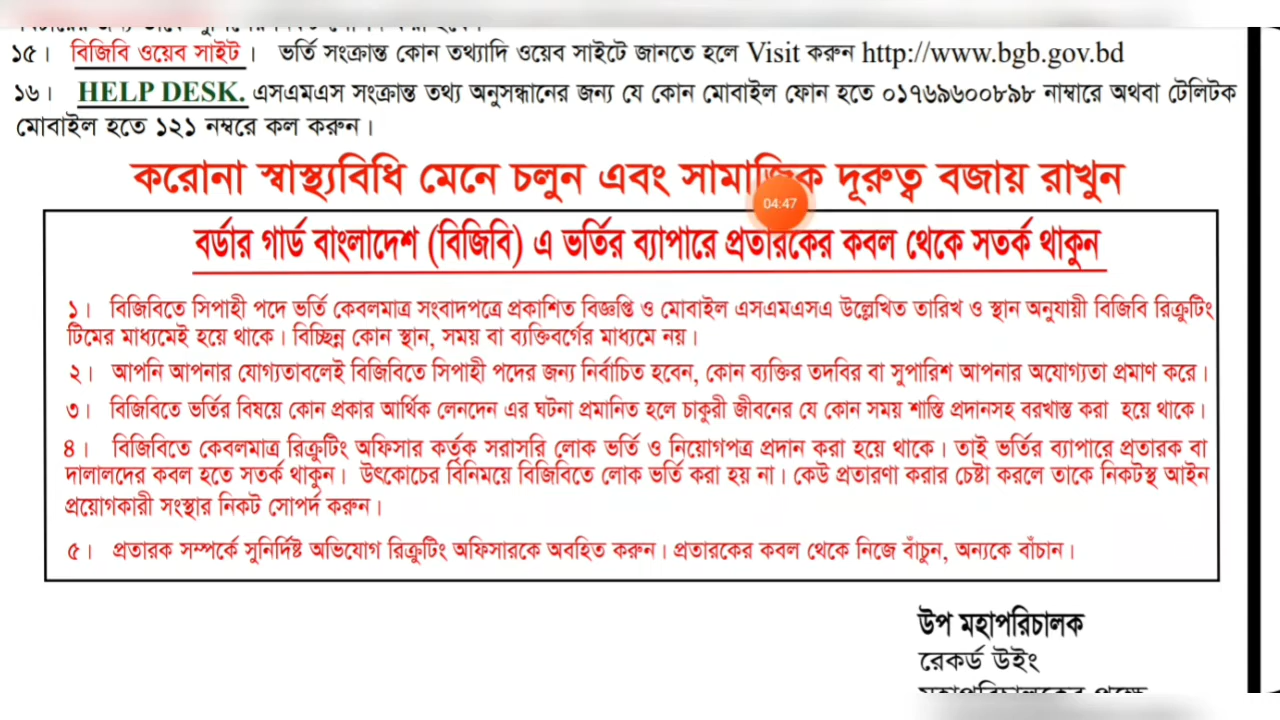 ১৫। বিজিবি ওয়েব সাইট। ভর্তি সংক্রান্ত কোন তথ্যাদি ওয়েব সাইটে জানতে হলে Visit করুন http://www.bgb.gov.bd
১৬। HELP DESK. এসএমএস সংক্রান্ত তথ্য অনুসন্ধানের জন্য যে কোন মোবাইল ফোন হতে ০১৭৬৯৬০০৮৯৮ নাম্বারে অথবা টেলিটক
মোবাইল হতে ১২১ নম্বরে কল করুন।
করোনা স্বাস্থ্যবিধি মেনে চলুন এবং সামাজিক দূরুত্ব বজায় রাখুন
04:47
বর্ডার গার্ড বাংলাদেশ (বিজিবি) এ ভর্তির ব্যাপারে প্রতারকের কবল থেকে সতর্ক থাকুন
১। বিজিবিতে সিপাহী পদে ভর্তি কেবলমাত্র সংবাদপত্রে প্রকাশিত বিজ্ঞপ্তি ও মোবাইল এসএমএসএ উল্লেখিত তারিখ ও স্থান অনুযায়ী বিজিবি রিক্রুটিং
টিমের মাধ্যমেই হয়ে থাকে। বিচ্ছিন্ন কোন স্থান, সময় বা ব্যক্তিবর্গের মাধ্যমে নয়।
২। আপনি আপনার যোগ্যতাবলেই বিজিবিতে সিপাহী পদের জন্য নির্বাচিত হবেন, কোন ব্যক্তির তদবির বা সুপারিশ আপনার অযোগ্যতা প্রমাণ করে।
৩। বিজিবিতে ভর্তির বিষয়ে কোন প্রকার আর্থিক লেনদেন এর ঘটনা প্রমানিত হলে চাকুরী জীবনের যে কোন সময় শাস্তি প্রদানসহ বরখাস্ত করা হয়ে থাকে।
৪। বিজিবিতে কেবলমাত্র রিক্রুটিং অফিসার কর্তৃক সরাসরি লোক ভর্তি ও নিয়োগপত্র প্রদান করা হয়ে থাকে। তাই ভর্তির ব্যাপারে প্রতারক বা
দালালদের কবল হতে সতর্ক থাকুন। উৎকোচের বিনিময়ে বিজিবিতে লোক ভর্তি করা হয় না। কেউ প্রতারণা করার চেষ্টা করলে তাকে নিকটস্থ আইন
প্রয়োগকারী সংস্থার নিকট সোপর্দ করুন।
৫। প্রতারক সম্পর্কে সুনির্দিষ্ট অভিযোগ রিক্রুটিং অফিসারকে অবহিত করুন। প্রতারকের কবল থেকে নিজে বাঁচুন, অন্যকে বাঁচান।
উপ মহাপরিচালক
রেকর্ড উইং